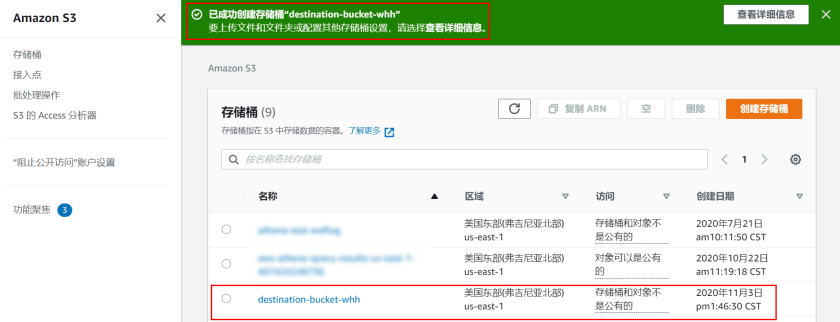 Amazon S3
已成功创建存储桶“destination-bucket-whh”
要上传文件和文件夹或配置其他存储桶设置，请选择查看详细信息。
查看详细信息
存储桶
接入点
批处理操作
S3 的 Access 分析器
“阻止公开访问”账户设置
功能聚焦 3
Amazon S3
存储桶 (9)
复制 ARN
空
删除
创建存储桶
存储桶指在 S3 中存储数据的容器。了解更多
按名称查找存储桶
1
名称 区域 访问 创建日期
美国东部(弗吉尼亚北部) 存储桶和对象不 2020年7月21日
us-east-1 是公有的 am10:11:50 CST
美国东部(弗吉尼亚北部) 对象可以是公有 2020年10月22日
us-east-1 的 am11:19:18 CST
destination-bucket-whh
美国东部(弗吉尼亚北部) 存储桶和对象不 2020年11月3日
us-east-1 是公有的 pm1:46:30 CST